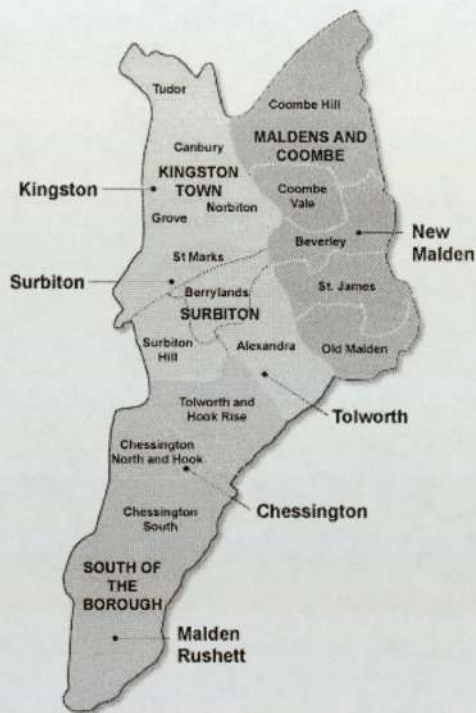 Tudor
Coombe Hill
Canbury
MALDENS AND
COOMBE
KINGSTON
TOWN
Kingston
Coombe
Vale
Norbiton
Grove
New
Malden
Beverley
St Marks
Surbiton
Berrylands
St. James
SURBITON
Surbiton
Hill
Alexandra
Old Malden
Tolworth and
Hook Rise
Tolworth
Chessington
North and Hook
Chessington
Chessington
South
SOUTH OF
THE
BOROUGH
Malden
Rushett